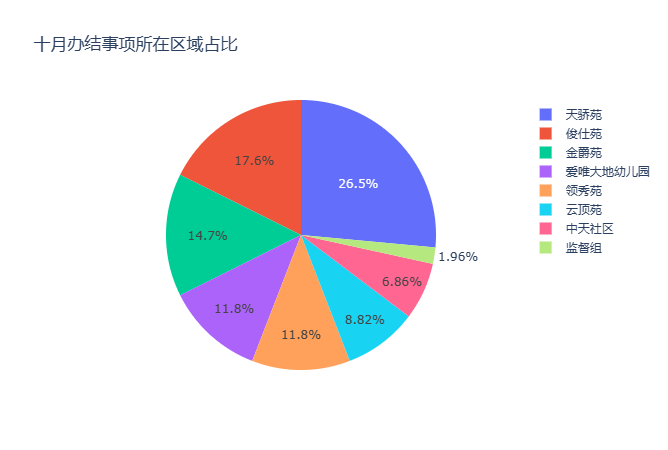 十月办结事项所在区域占比
天骄苑
俊仕苑
金爵苑
爱唯大地幼儿园
领秀苑
云顶苑
中天社区
监督组
17.6%
26.5%
14.7%
1.96%
6.86%
11.8%
8.82%
11.8%